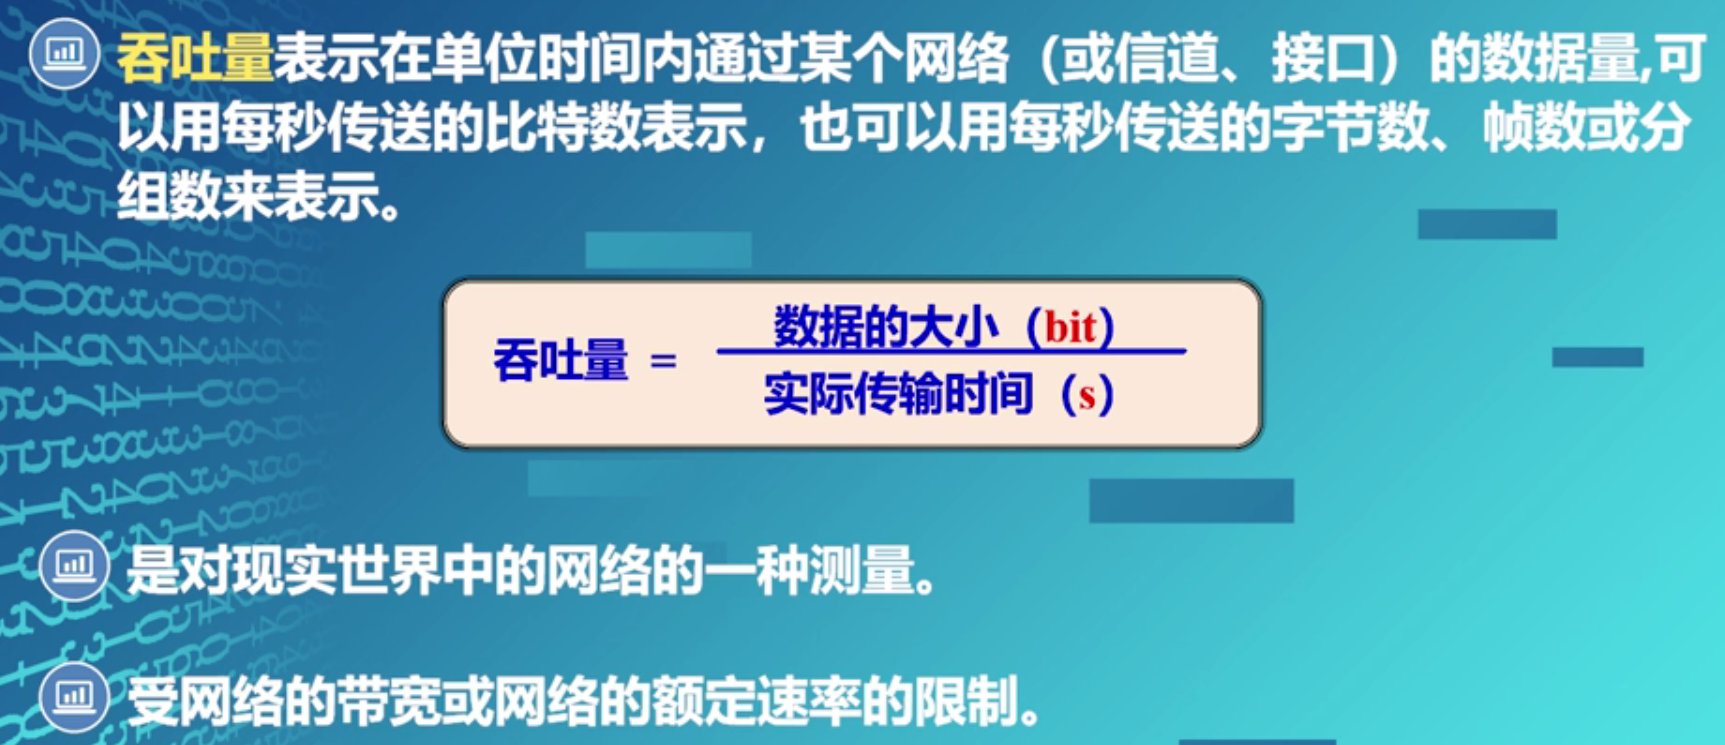 吞吐量表示在单位时间内通过某个网络（或信道、接口）的数据量,可
以用每秒传送的比特数表示，也可以用每秒传送的字节数、帧数或分
组数来表示。
数据的大小（bit）
吞吐量 =
实际传输时间（s）
是对现实世界中的网络的一种测量。
受网络的带宽或网络的额定速率的限制。